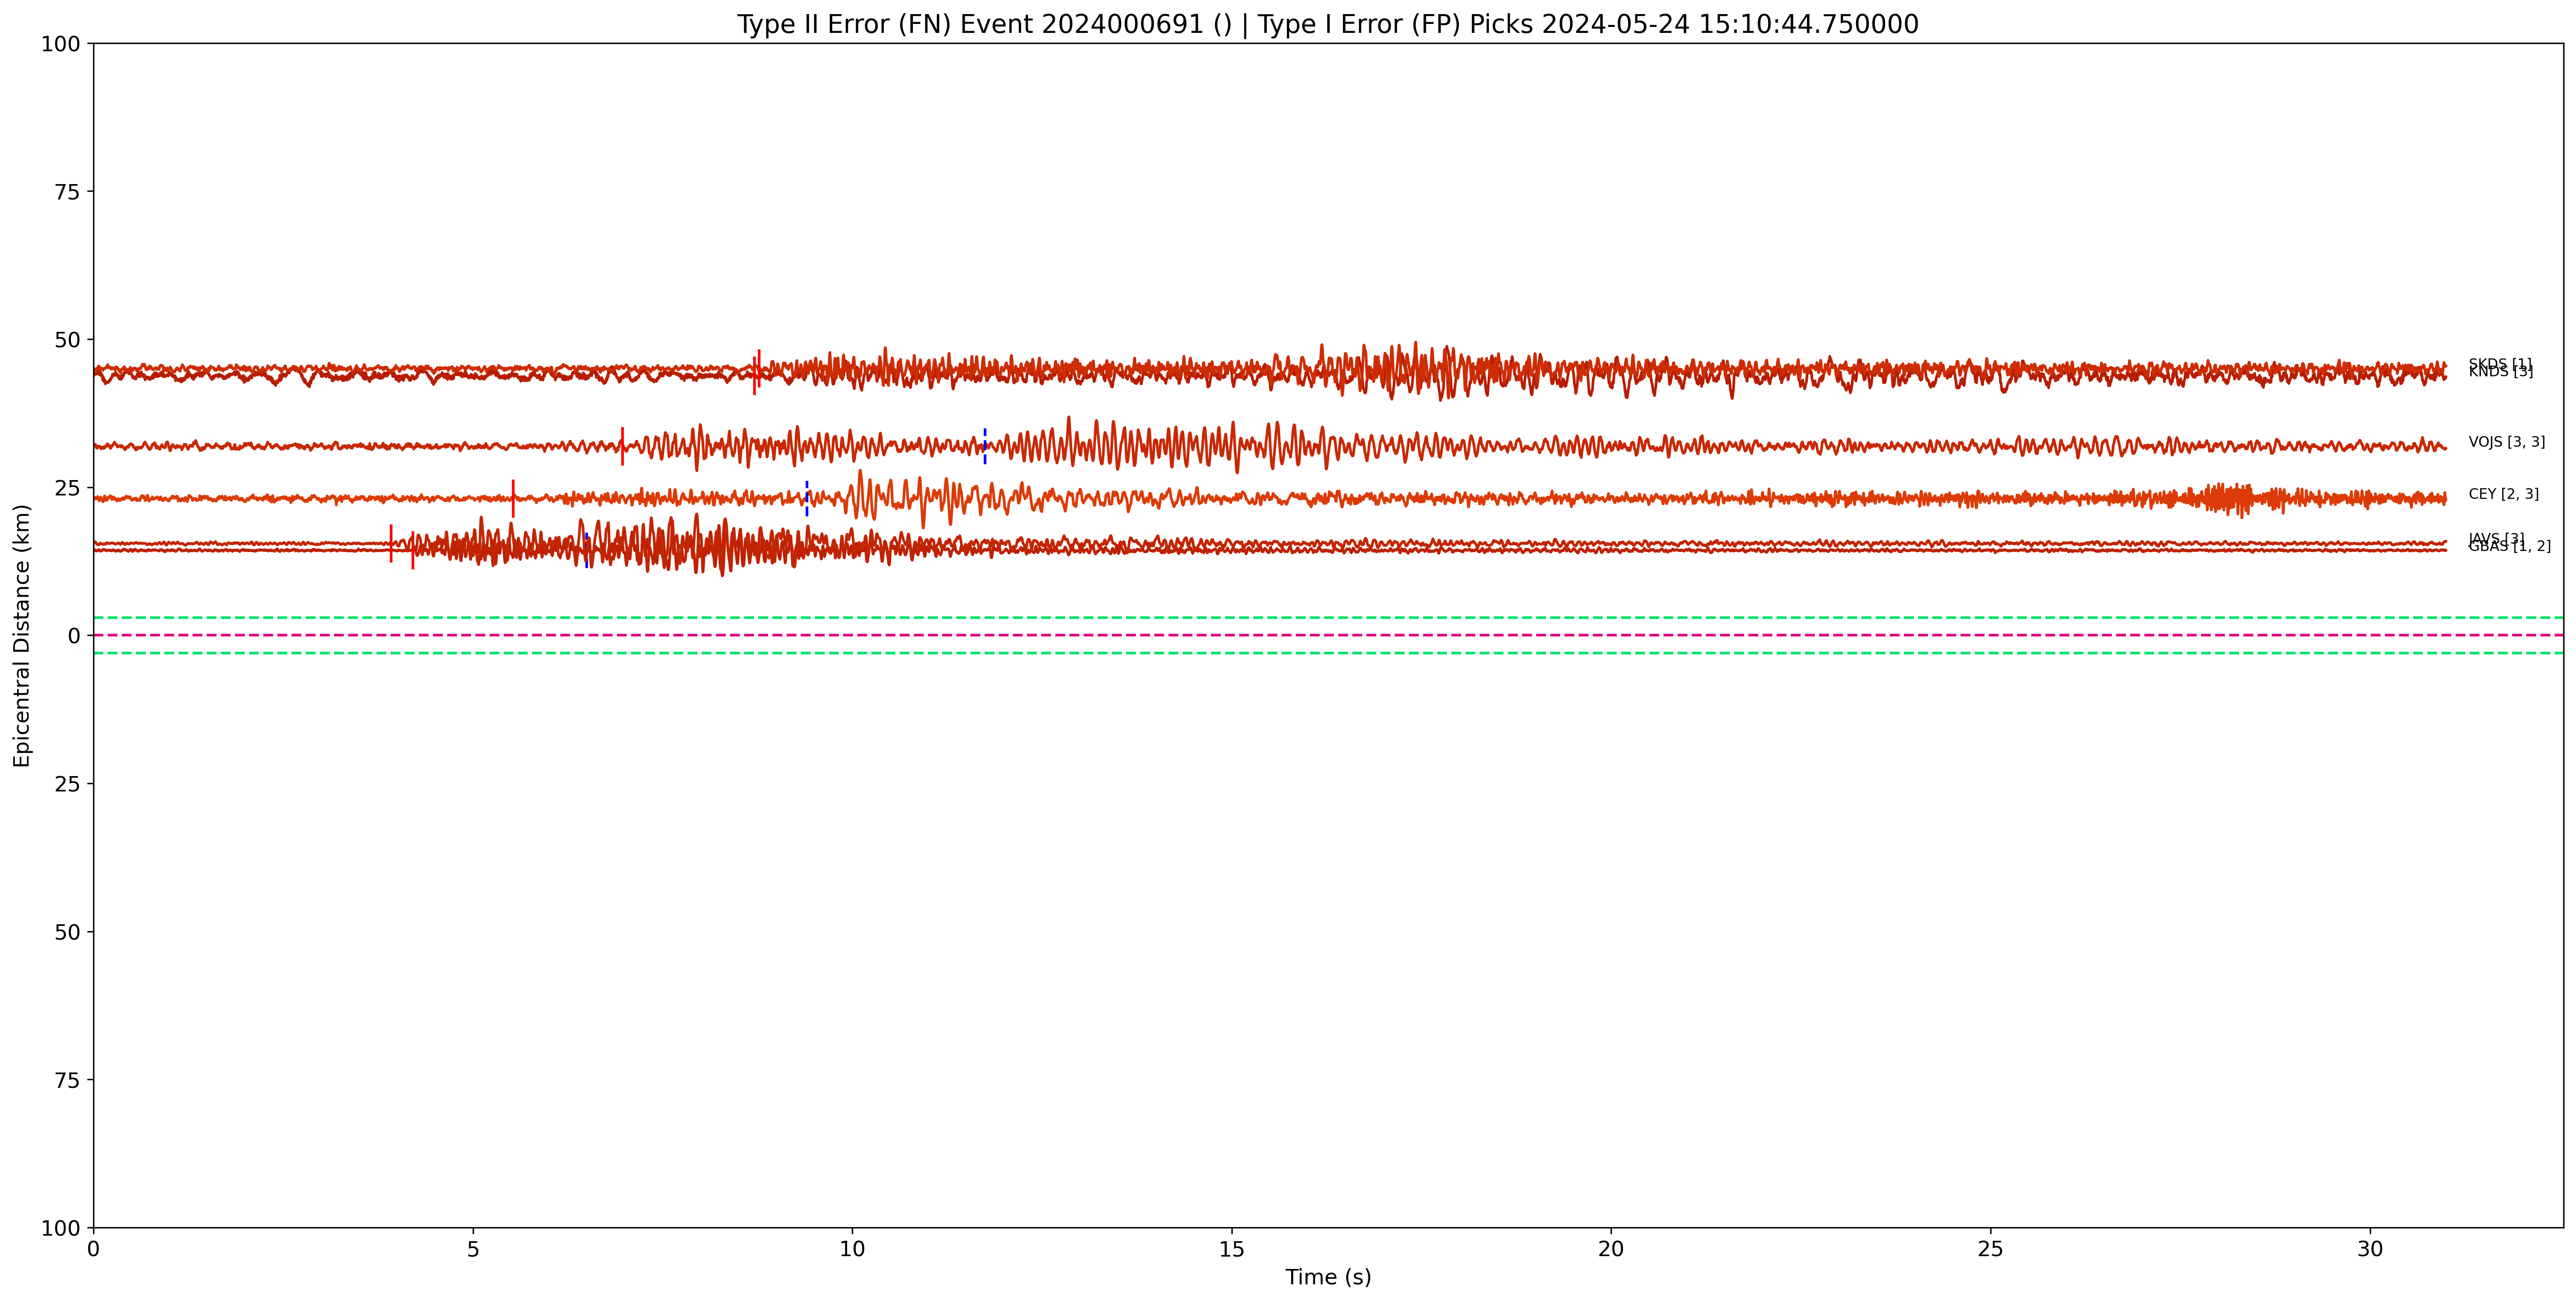 Type II Error (FN) Event 2024000691 () | Type I Error (FP) Picks 2024-05-24 15:10:44.750000
100
75
50
25
0
25
50
75
100
Epicentral Distance (km)
SKDS [1]
KNDS [3]
VOJS [3, 3]
CEY [2, 3]
JAVS [3]
GBAS [1, 2]
0 5 10 15 20 25 30
Time (s)